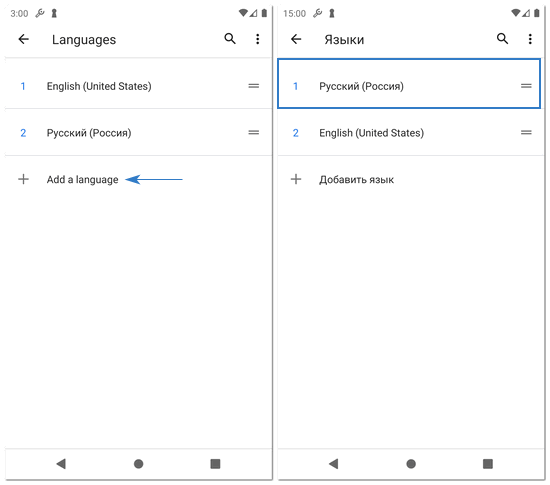 3:00
Languages
1 English (United States)
2 Русский (Россия)
Add a language
15:00
Языки
1 Русский (Россия)
2 English (United States)
Добавить язык